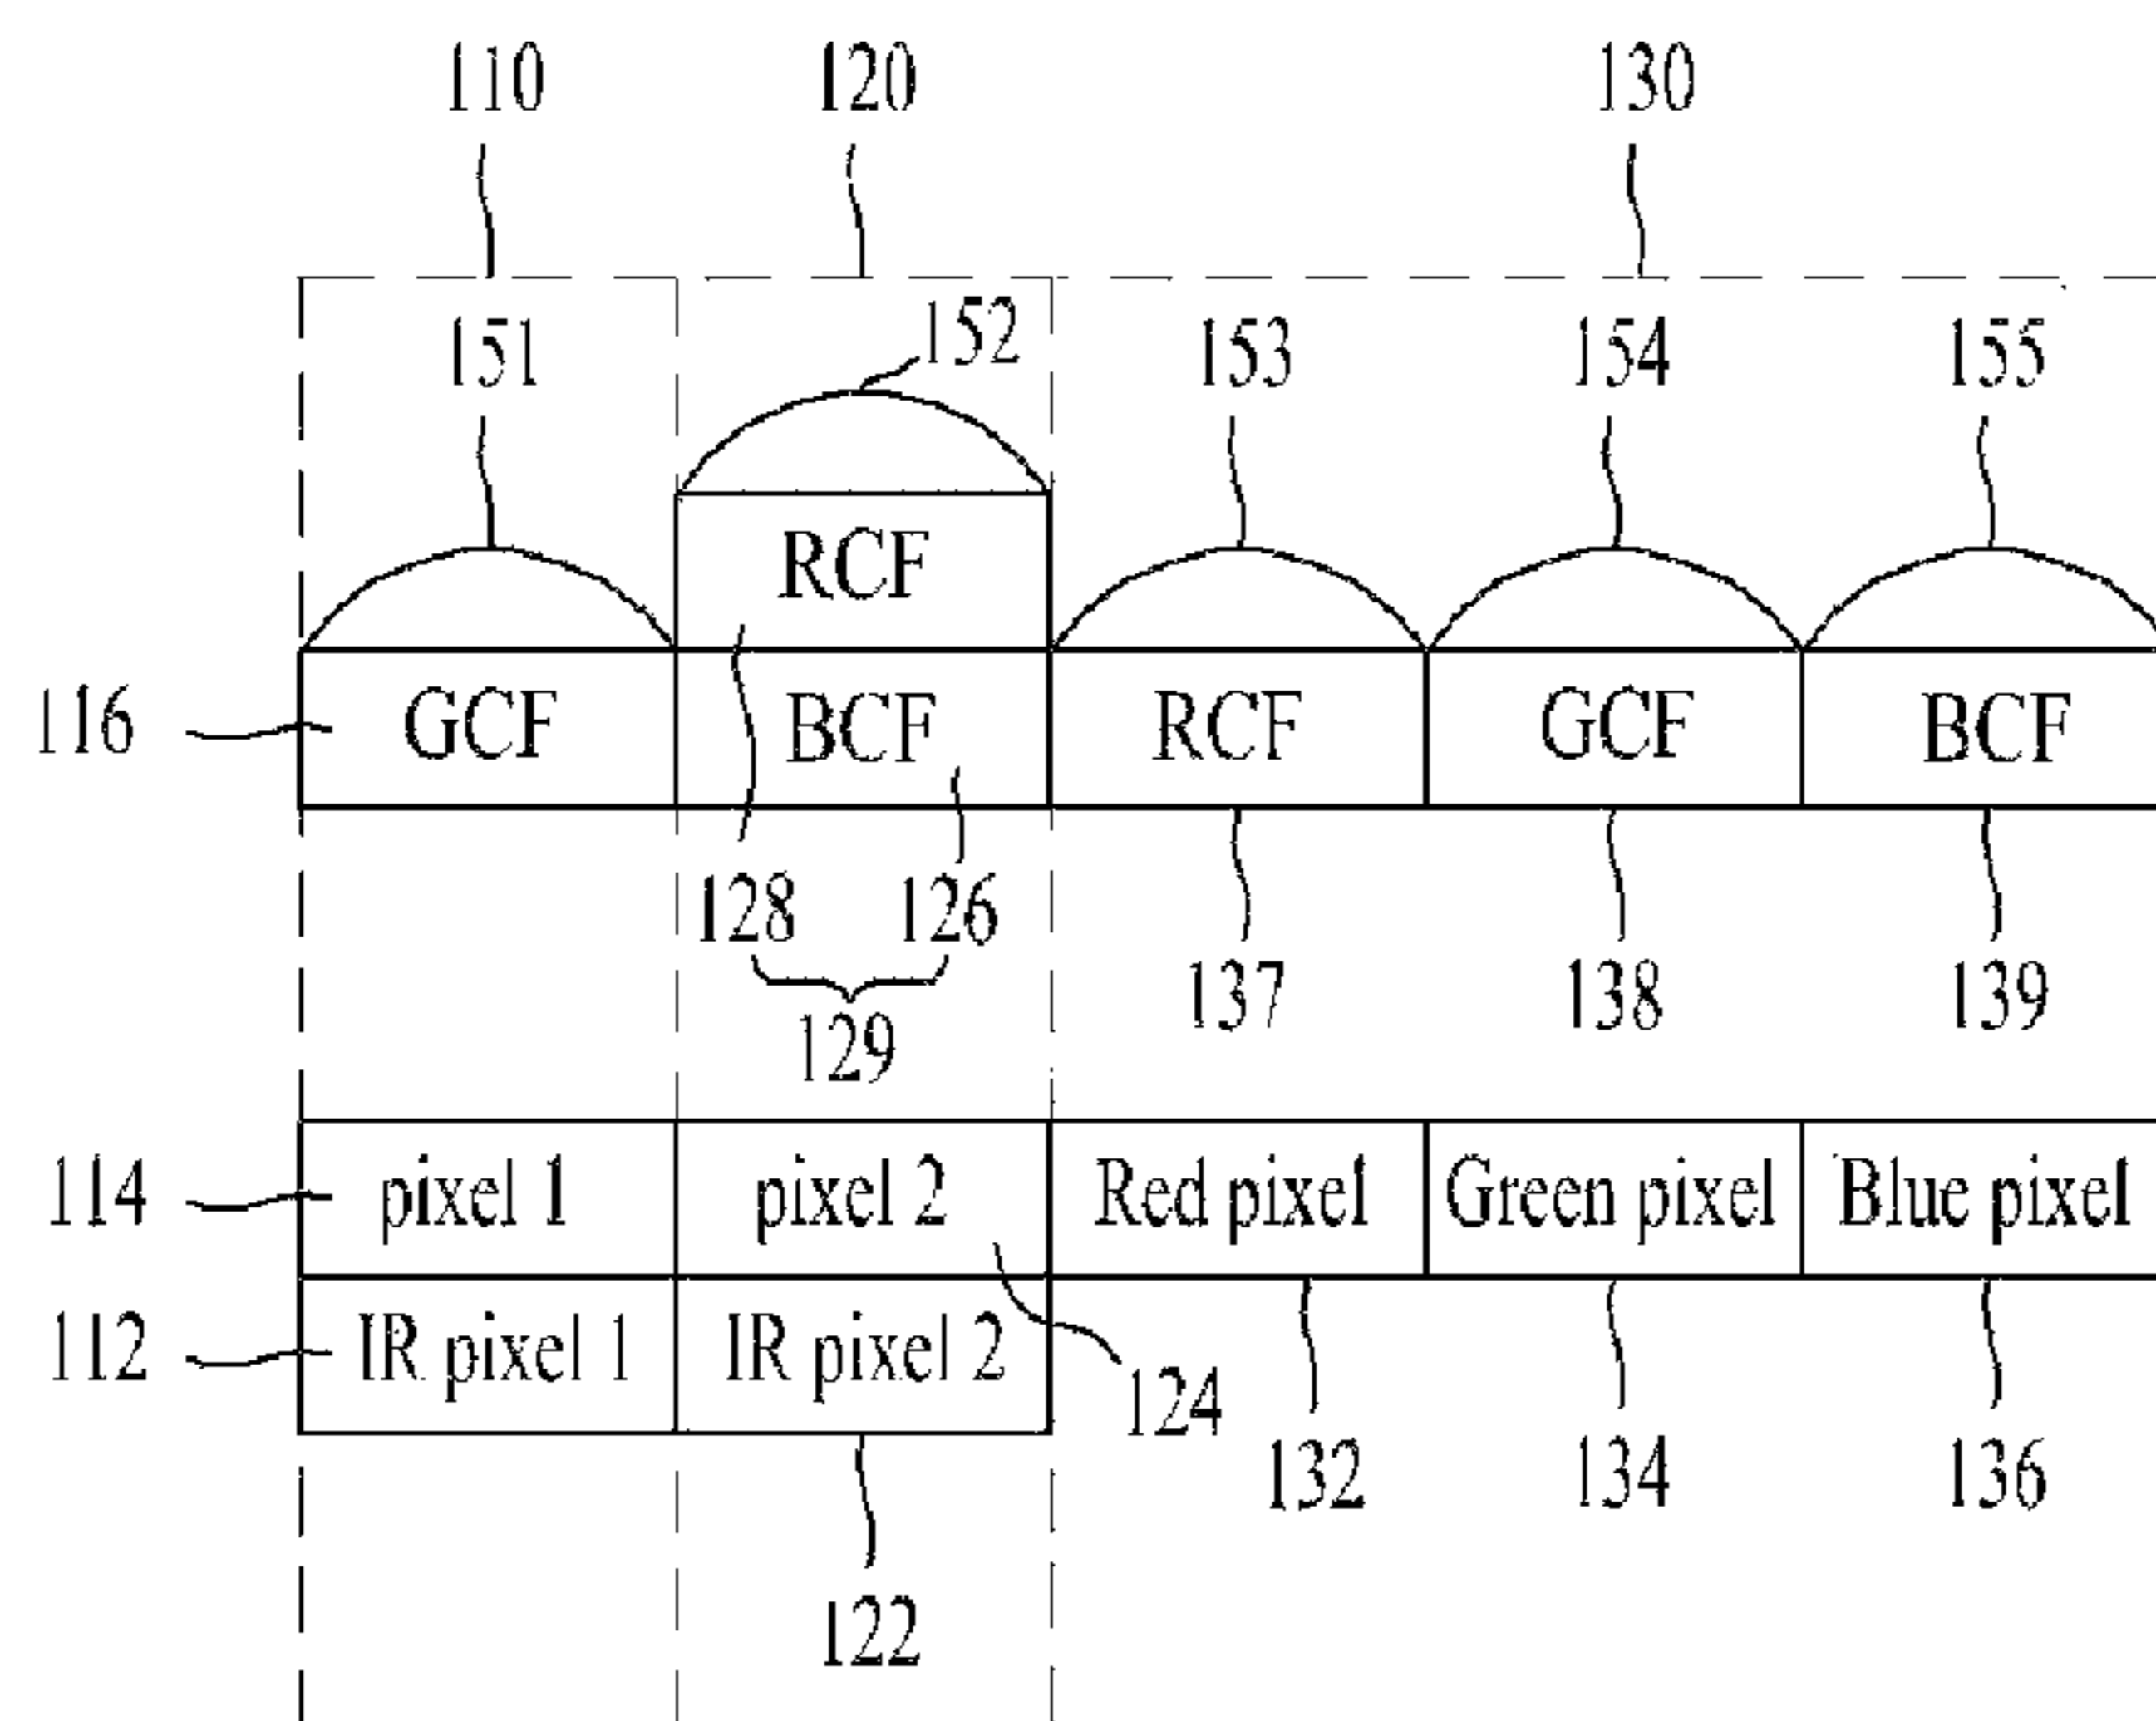 110 120 130
151 152 153 154 155
RCF
116 GCF BCF RCF GCF BCF
128 126
137 138 139
129
114 pixel 1 pixel 2 Red pixel Green pixel Blue pixel
112 IR pixel 1 IR pixel 2
124
132 134 136
122